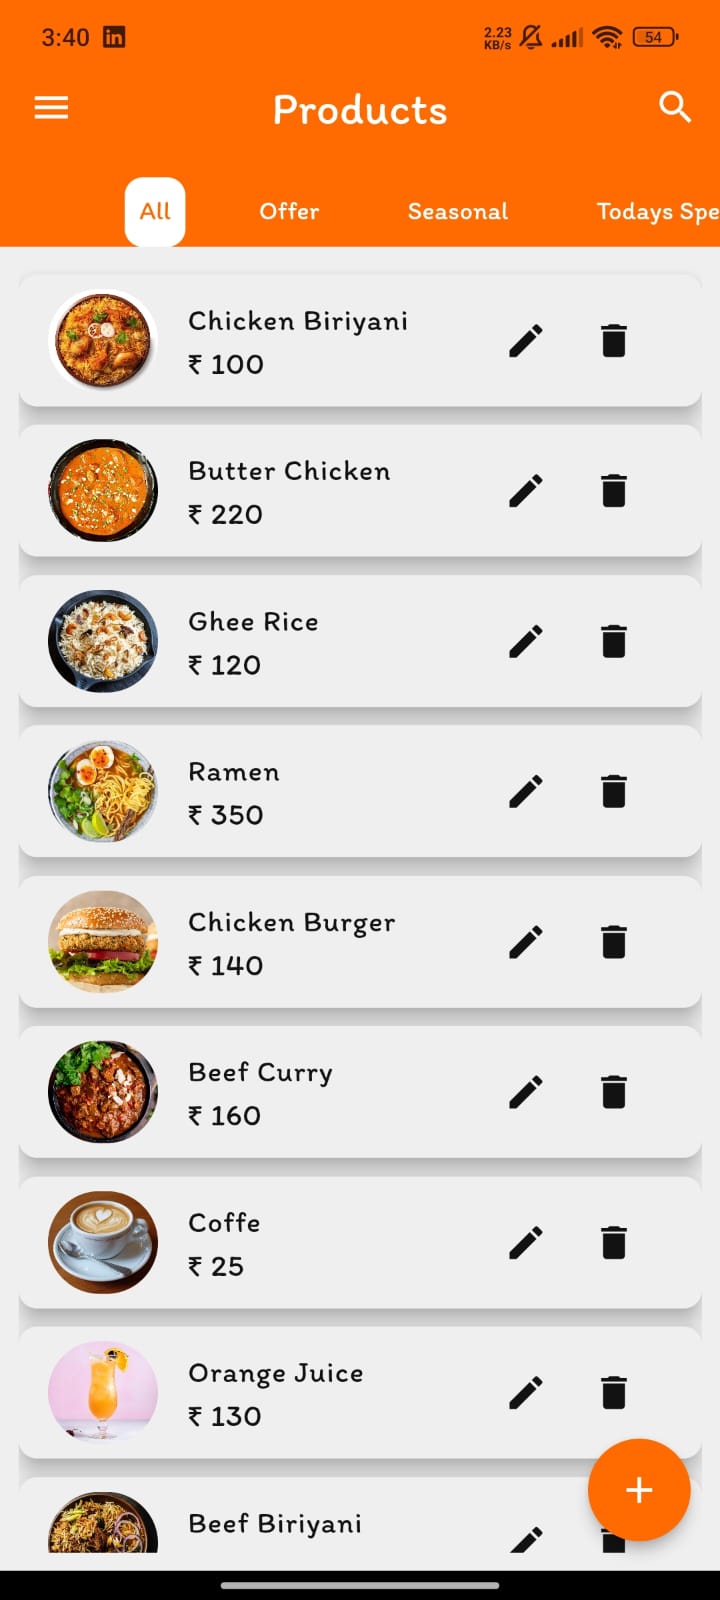 3:40 in 2.23 KB/s 54
Products
All Offer Seasonal Todays Spe
Chicken Biriyani
₹ 100
Butter Chicken
₹ 220
Ghee Rice
₹ 120
Ramen
₹ 350
Chicken Burger
₹ 140
Beef Curry
₹ 160
Coffe
₹ 25
Orange Juice
₹ 130
Beef Biriyani